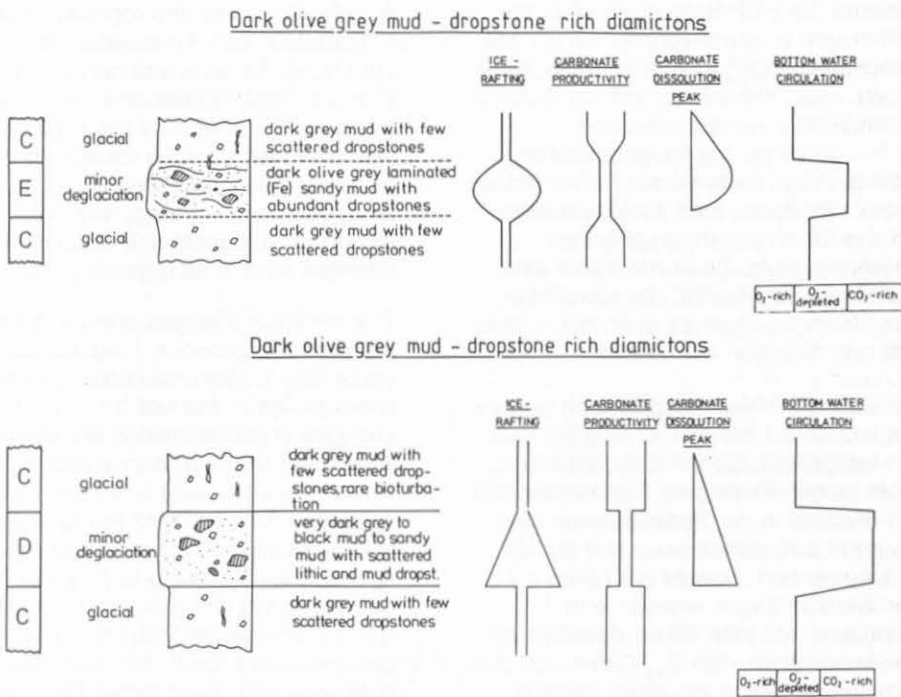 Dark olive grey mud - dropstone rich diamictons
ICE - RAFTING
CARBONATE PRODUCTIVITY
CARBONATE DISSOLUTION PEAK
BOTTOM WATER CIRCULATION
C
glacial
dark grey mud with few
scattered dropstones
E
minor
deglaciation
dark olive grey laminated
(Fe) sandy mud with
abundant dropstones
C
glacial
dark grey mud with few
scattered dropstones
O₂-rich
O₂-
depleted
CO₂-rich
Dark olive grey mud - dropstone rich diamictons
ICE - RAFTING
CARBONATE PRODUCTIVITY
CARBONATE DISSOLUTION PEAK
BOTTOM WATER CIRCULATION
C
glacial
dark grey mud with
few scattered drop-
stones, rare bioturba-
tion
D
minor
deglaciation
very dark grey to
black mud to sandy
mud with scattered
lithic and mud dropst.
C
glacial
dark grey mud with few
scattered dropstones
O₂-rich
O₂-
depleted
CO₂-rich